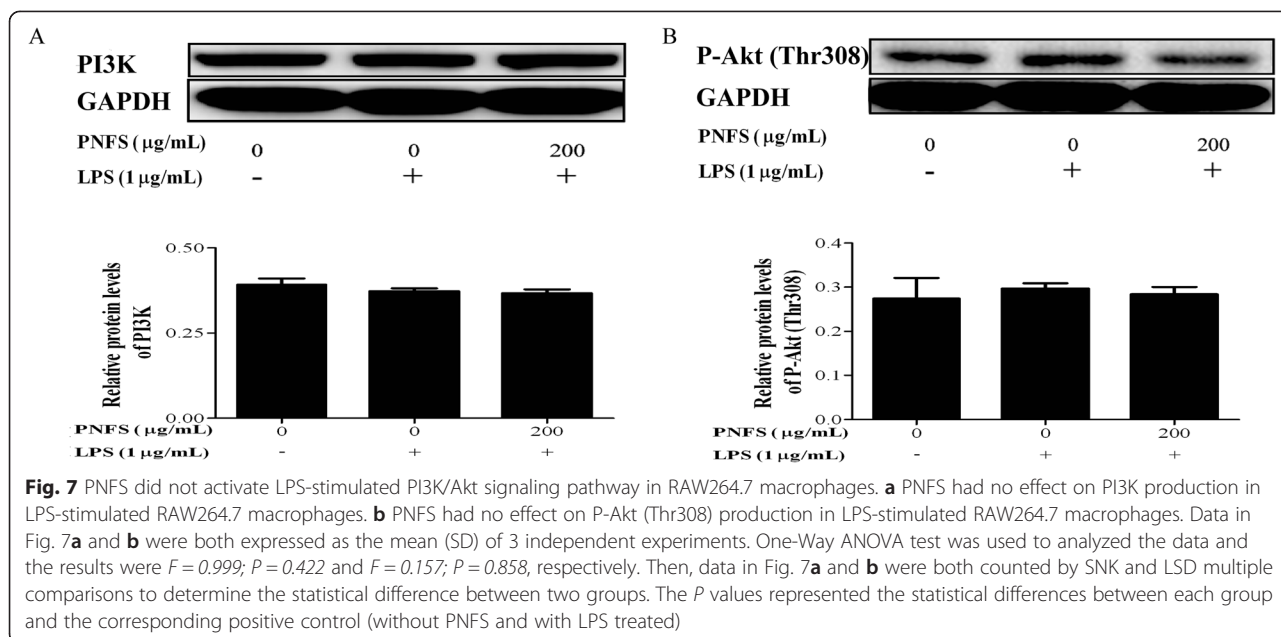 A
PI3K
GAPDH
PNFS (μg/mL) 0 0 200
LPS (1 μg/mL) - + +
Relative protein levels
of PI3K
0.50
0.25
0.00
PNFS ( μg/mL) 0 0 200
LPS (1 μg/mL) - + +
B
P-Akt (Thr308)
GAPDH
PNFS (μg/mL) 0 0 200
LPS (1 μg/mL) - + +
Relative protein levels
of P-Akt (Thr308)
0.4
0.3
0.2
0.1
0.0
PNFS ( μg/mL) 0 0 200
LPS (1 μg/mL) - + +
Fig. 7 PNFS did not activate LPS-stimulated PI3K/Akt signaling pathway in RAW264.7 macrophages. a PNFS had no effect on PI3K production in
LPS-stimulated RAW264.7 macrophages. b PNFS had no effect on P-Akt (Thr308) production in LPS-stimulated RAW264.7 macrophages. Data in
Fig. 7a and b were both expressed as the mean (SD) of 3 independent experiments. One-Way ANOVA test was used to analyzed the data and
the results were F = 0.999; P = 0.422 and F = 0.157; P = 0.858, respectively. Then, data in Fig. 7a and b were both counted by SNK and LSD multiple
comparisons to determine the statistical difference between two groups. The P values represented the statistical differences between each group
and the corresponding positive control (without PNFS and with LPS treated)